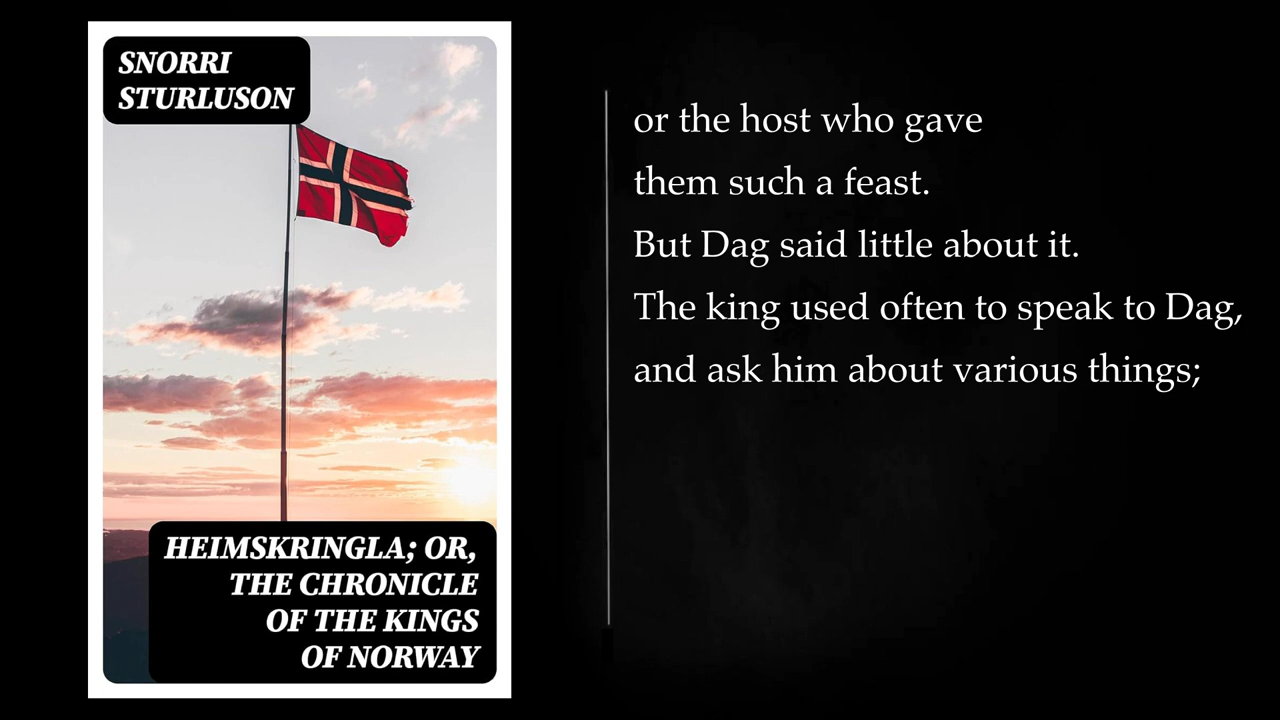 SNORRI
STURLUSON
HEIMSKRINGLA; OR,
THE CHRONICLE
OF THE KINGS
OF NORWAY
or the host who gave
them such a feast.
But Dag said little about it.
The king used often to speak to Dag,
and ask him about various things;